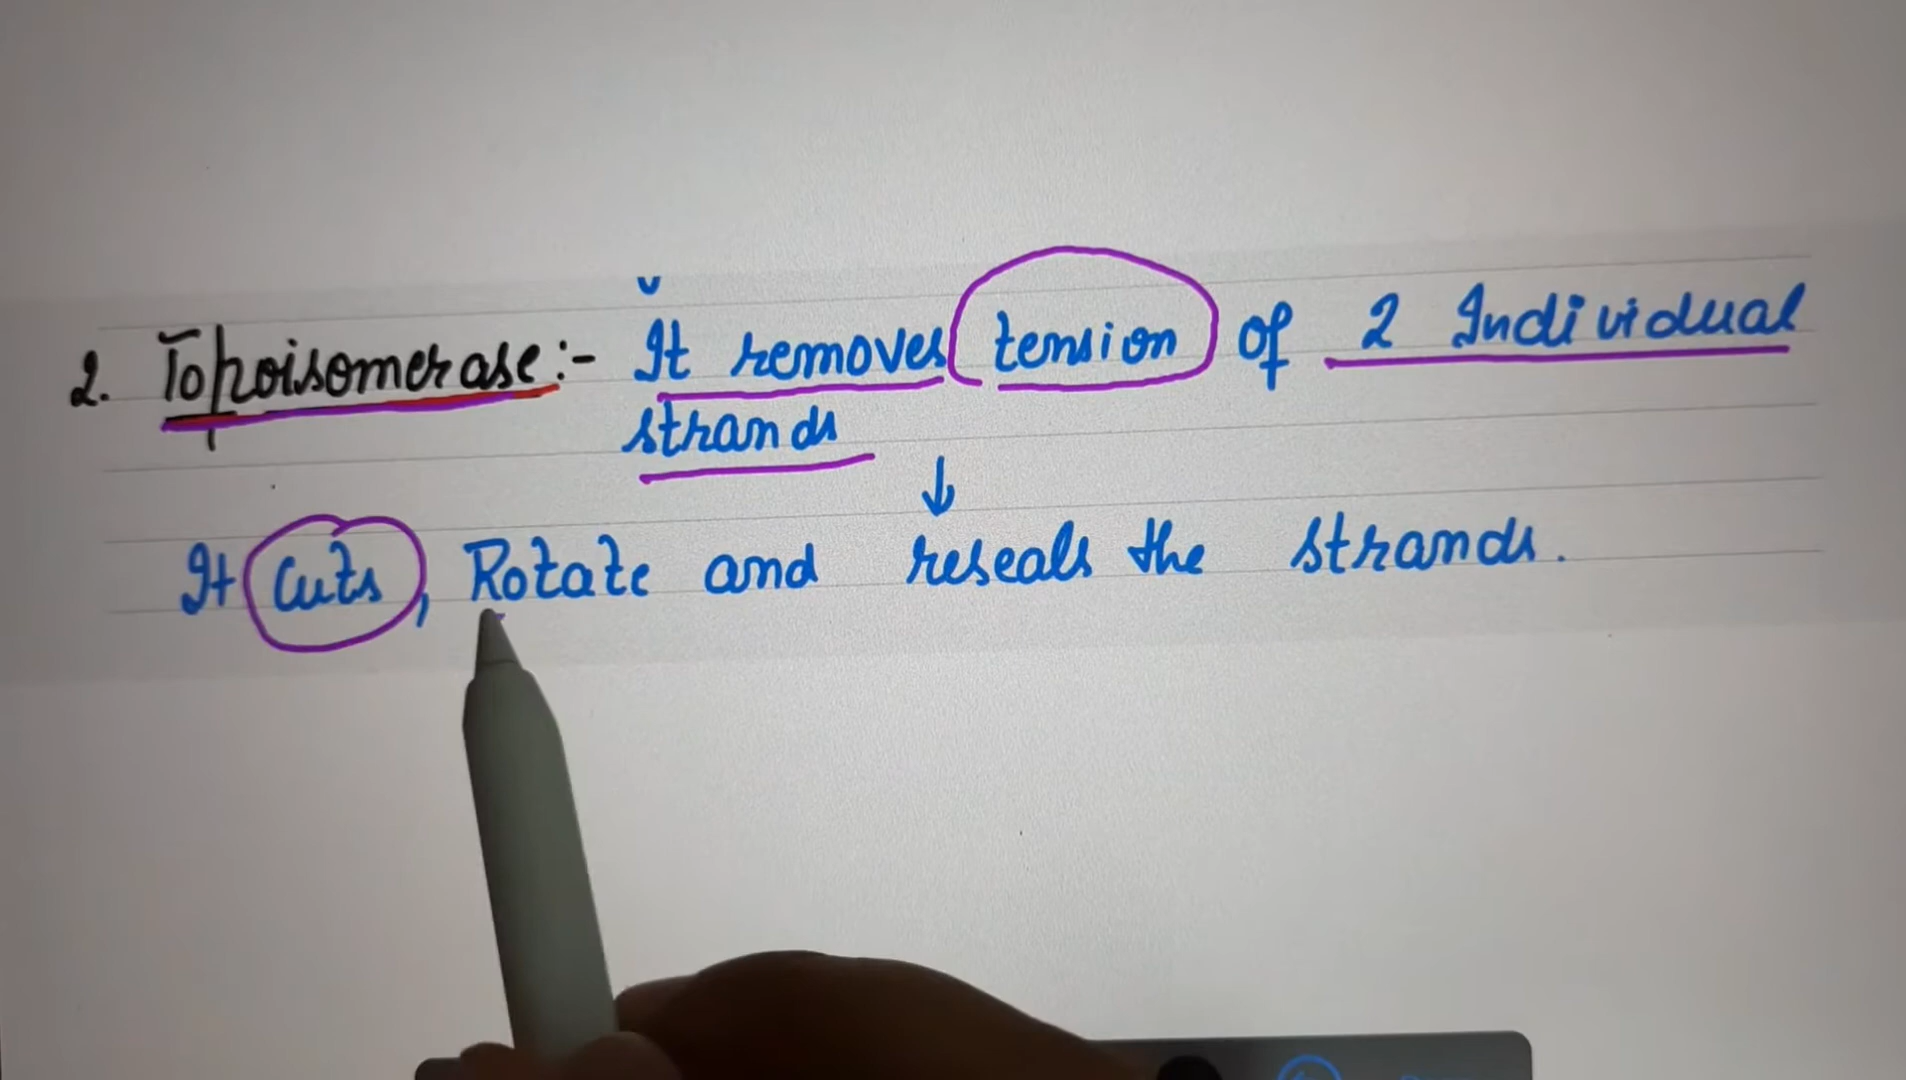 2. Topoisomerase:- It removes tension of 2 Individual
strands
↓
It cuts, Rotate and reseals the strands.